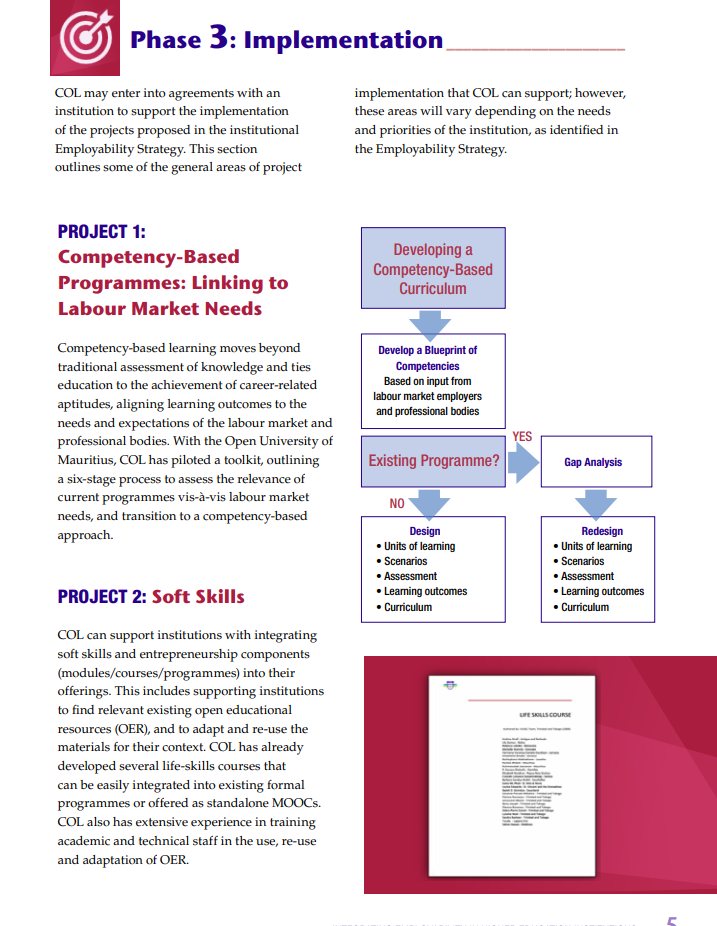 Phase 3: Implementation
COL may enter into agreements with an
institution to support the implementation
of the projects proposed in the institutional
Employability Strategy. This section
outlines some of the general areas of project
implementation that COL can support; however,
these areas will vary depending on the needs
and priorities of the institution, as identified in
the Employability Strategy.
PROJECT 1:
Competency-Based
Programmes: Linking to
Labour Market Needs
Competency-based learning moves beyond
traditional assessment of knowledge and ties
education to the achievement of career-related
aptitudes, aligning learning outcomes to the
needs and expectations of the labour market and
professional bodies. With the Open University of
Mauritius, COL has piloted a toolkit, outlining
a six-stage process to assess the relevance of
current programmes vis-à-vis labour market
needs, and transition to a competency-based
approach.
Developing a
Competency-Based
Curriculum
Develop a Blueprint of
Competencies
Based on input from
labour market employers
and professional bodies
Existing Programme?
YES
Gap Analysis
NO
Design
• Units of learning
• Scenarios
• Assessment
• Learning outcomes
• Curriculum
Redesign
• Units of learning
• Scenarios
• Assessment
• Learning outcomes
• Curriculum
PROJECT 2: Soft Skills
COL can support institutions with integrating
soft skills and entrepreneurship components
(modules/courses/programmes) into their
offerings. This includes supporting institutions
to find relevant existing open educational
resources (OER), and to adapt and re-use the
materials for their context. COL has already
developed several life-skills courses that
can be easily integrated into existing formal
programmes or offered as standalone MOOCs.
COL also has extensive experience in training
academic and technical staff in the use, re-use
and adaptation of OER.
LIFE SKILLS COURSE
5